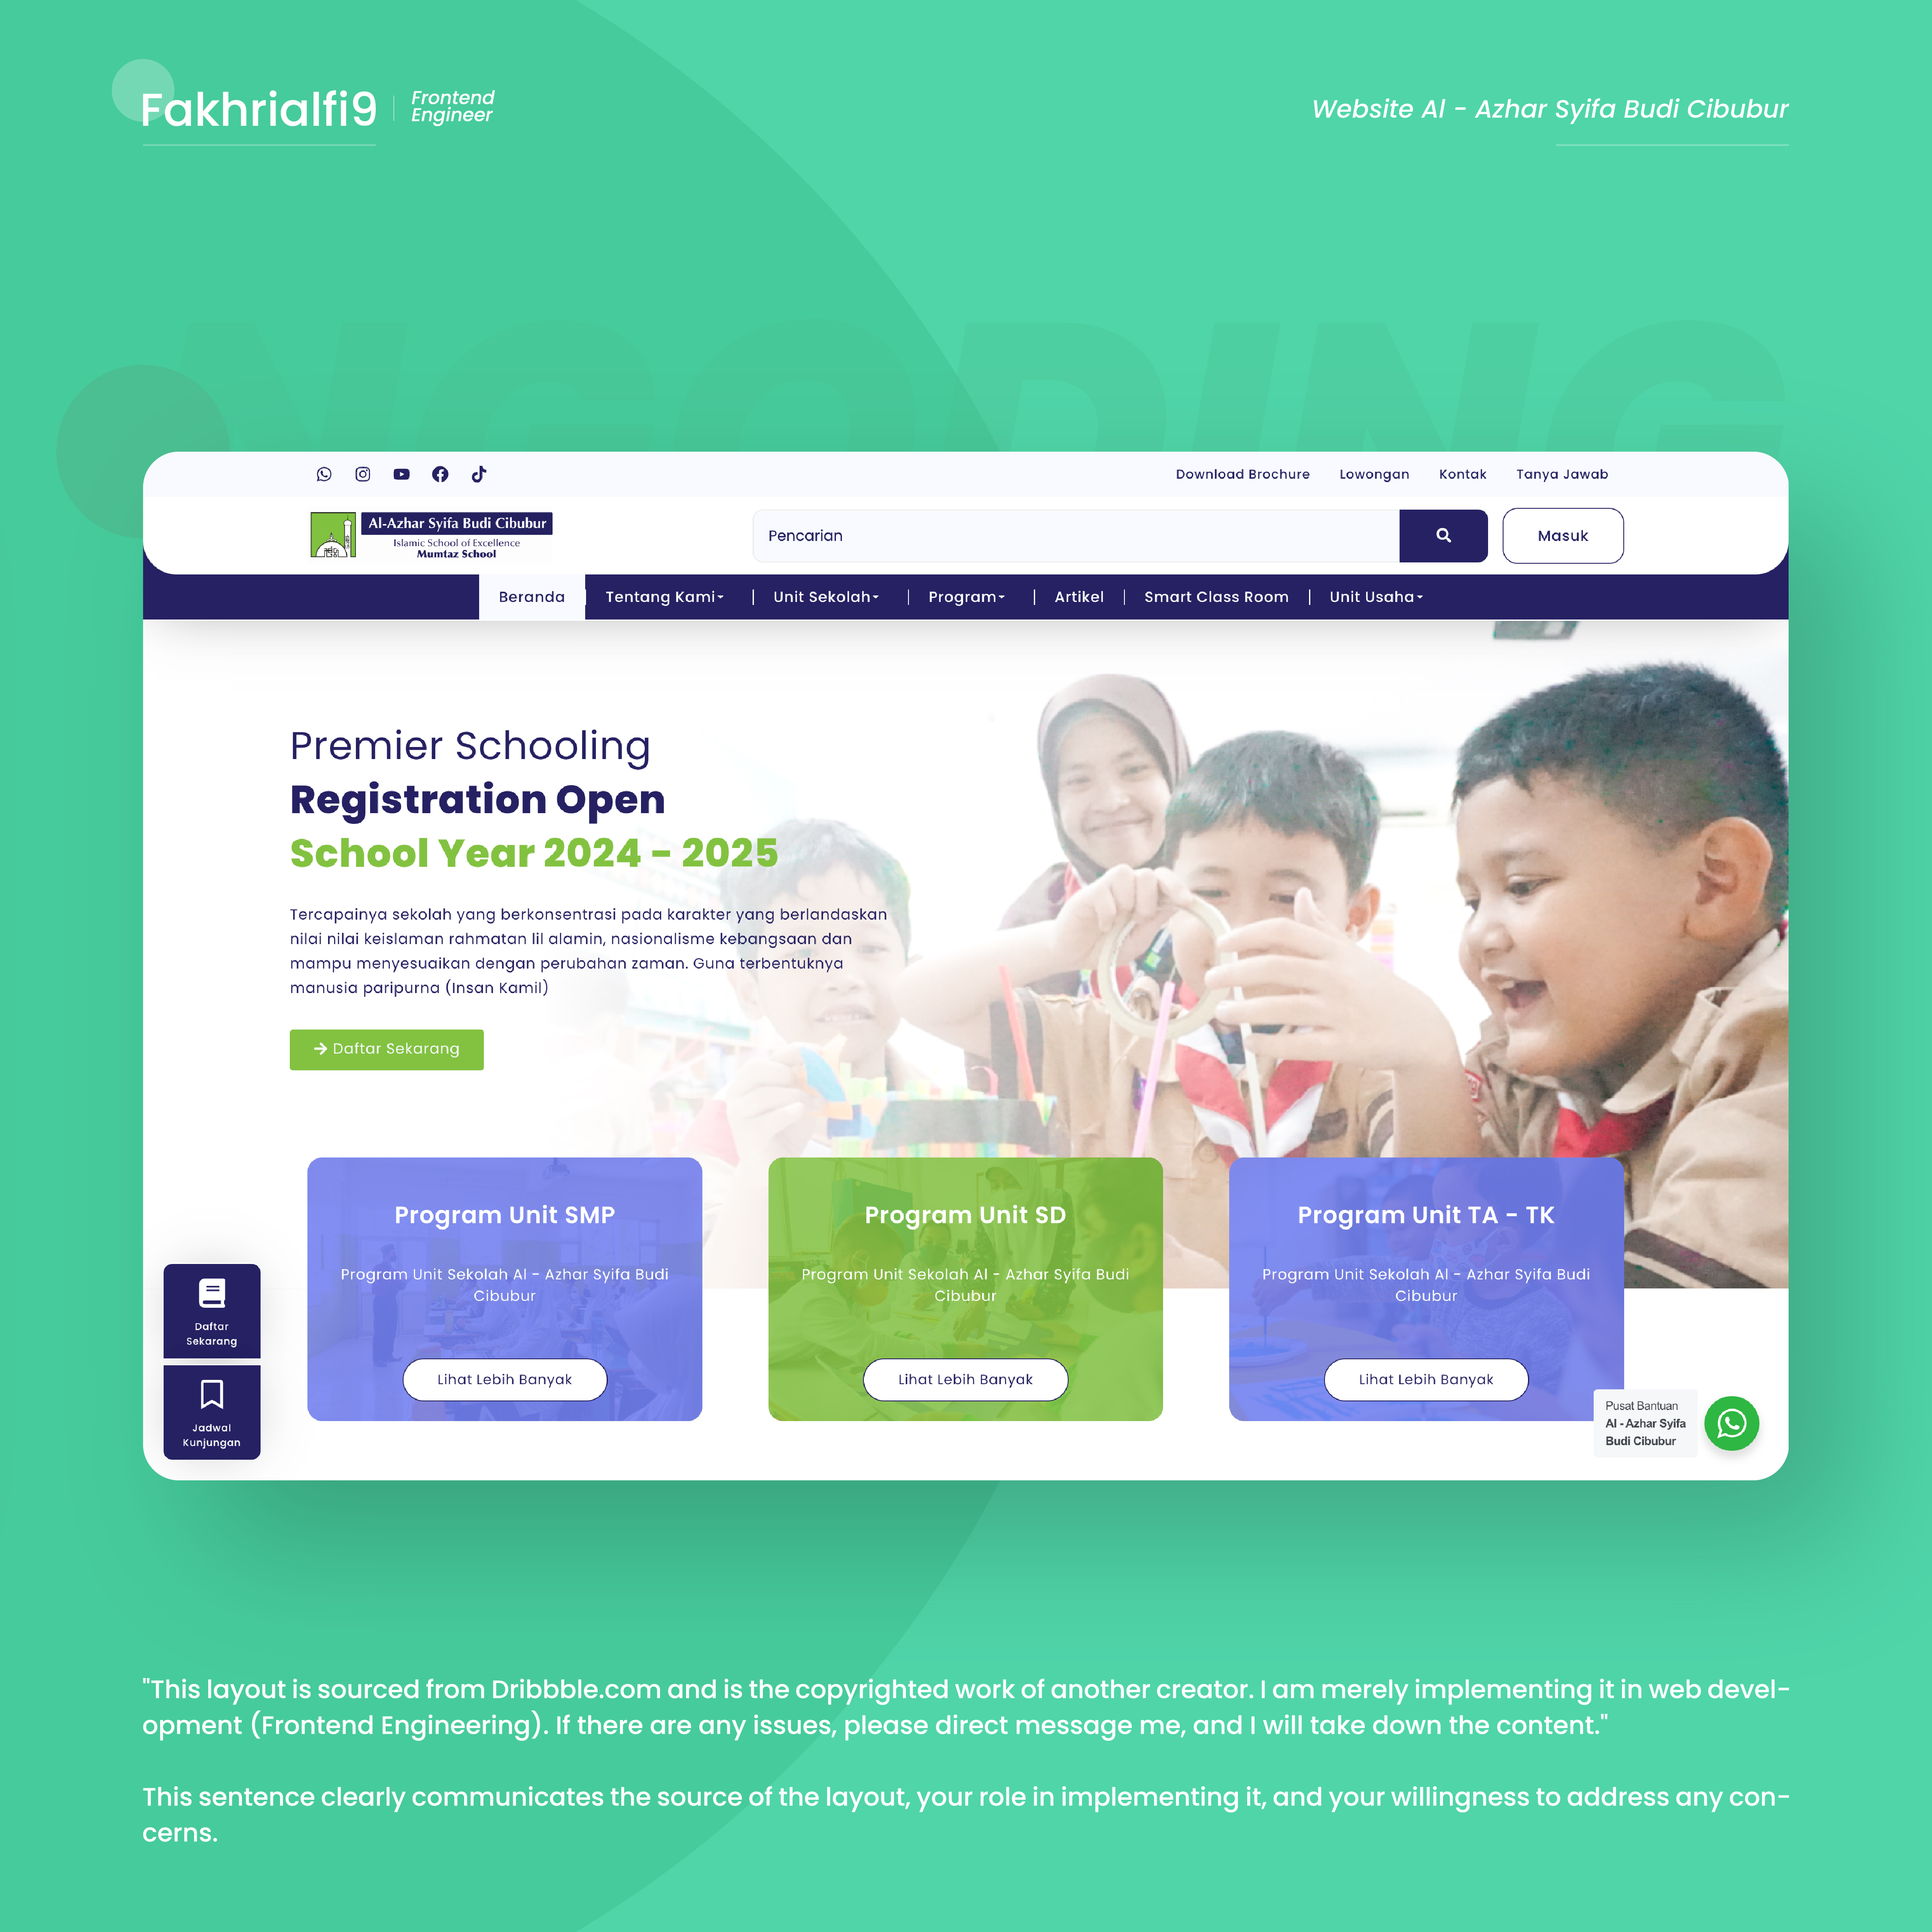 Fakhrialfi9
Frontend
Engineer
Website Al - Azhar Syifa Budi Cibubur
NGODING
Download Brochure
Lowongan
Kontak
Tanya Jawab
Al-Azhar Syifa Budi Cibubur
Islamic School of Excellence
Mumtaz School
Pencarian
Masuk
Beranda
Tentang Kami
Unit Sekolah
Program
Artikel
Smart Class Room
Unit Usaha
Premier Schooling
Registration Open
School Year 2024 - 2025
Tercapainya sekolah yang berkonsentrasi pada karakter yang berlandaskan
nilai nilai keislaman rahmatan lil alamin, nasionalisme kebangsaan dan
mampu menyesuaikan dengan perubahan zaman. Guna terbentuknya
manusia paripurna (Insan Kamil)
Daftar Sekarang
Program Unit SMP
Program Unit Sekolah Al - Azhar Syifa Budi
Cibubur
Lihat Lebih Banyak
Program Unit SD
Program Unit Sekolah Al - Azhar Syifa Budi
Cibubur
Lihat Lebih Banyak
Program Unit TA - TK
Program Unit Sekolah Al - Azhar Syifa Budi
Cibubur
Lihat Lebih Banyak
Daftar
Sekarang
Jadwal
Kunjungan
Pusat Bantuan
Al - Azhar Syifa
Budi Cibubur
"This layout is sourced from Dribbble.com and is the copyrighted work of another creator. I am merely implementing it in web devel-
opment (Frontend Engineering). If there are any issues, please direct message me, and I will take down the content."
This sentence clearly communicates the source of the layout, your role in implementing it, and your willingness to address any con-
cerns.